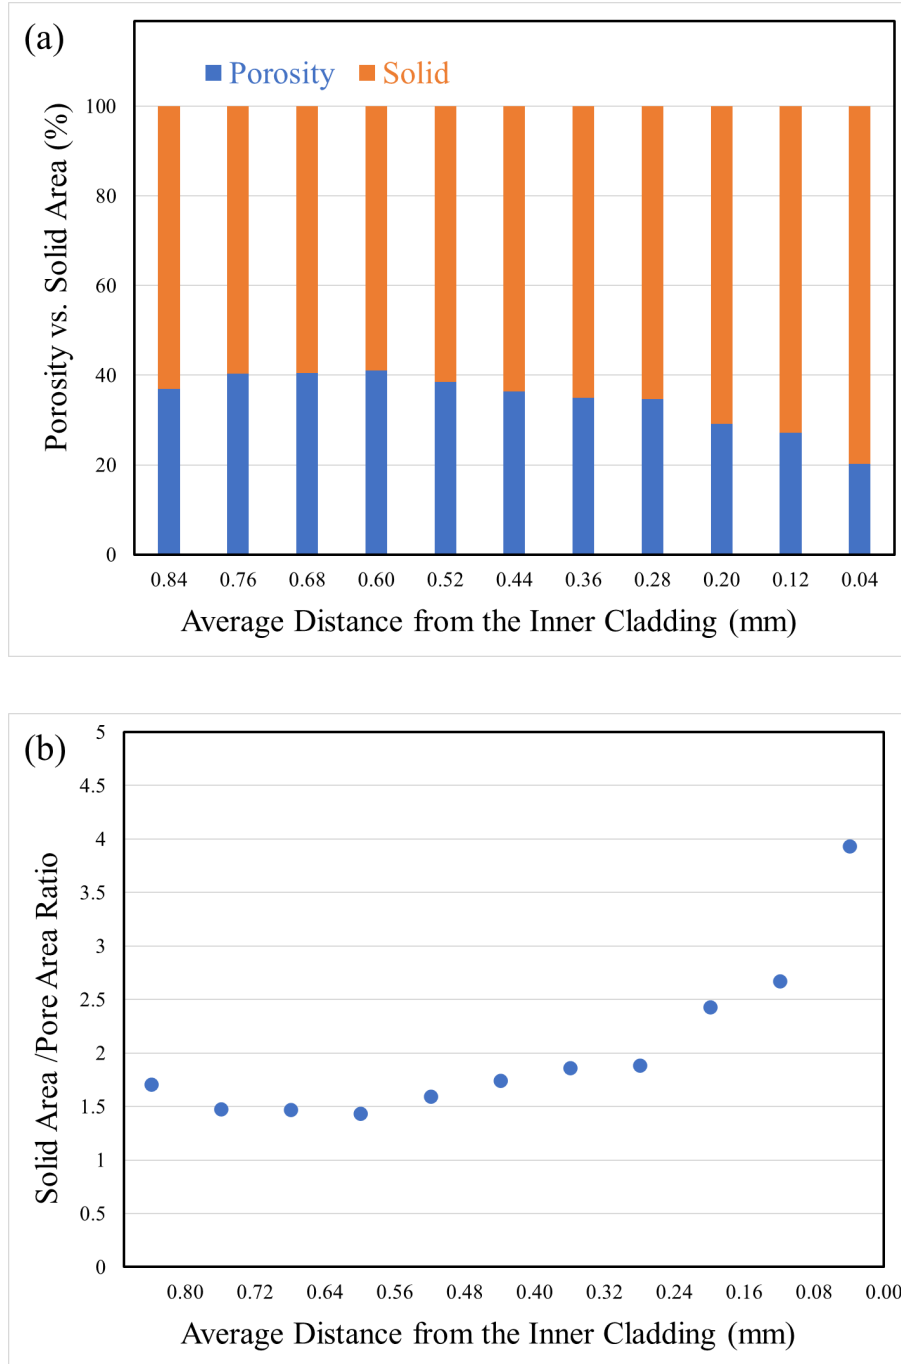 (a)
Porosity Solid
Porosity vs. Solid Area (%)
100
80
60
40
20
0
0.84 0.76 0.68 0.60 0.52 0.44 0.36 0.28 0.20 0.12 0.04
Average Distance from the Inner Cladding (mm)
(b)
Solid Area /Pore Area Ratio
5
4.5
4
3.5
3
2.5
2
1.5
1
0.5
0
0.80 0.72 0.64 0.56 0.48 0.40 0.32 0.24 0.16 0.08 0.00
Average Distance from the Inner Cladding (mm)